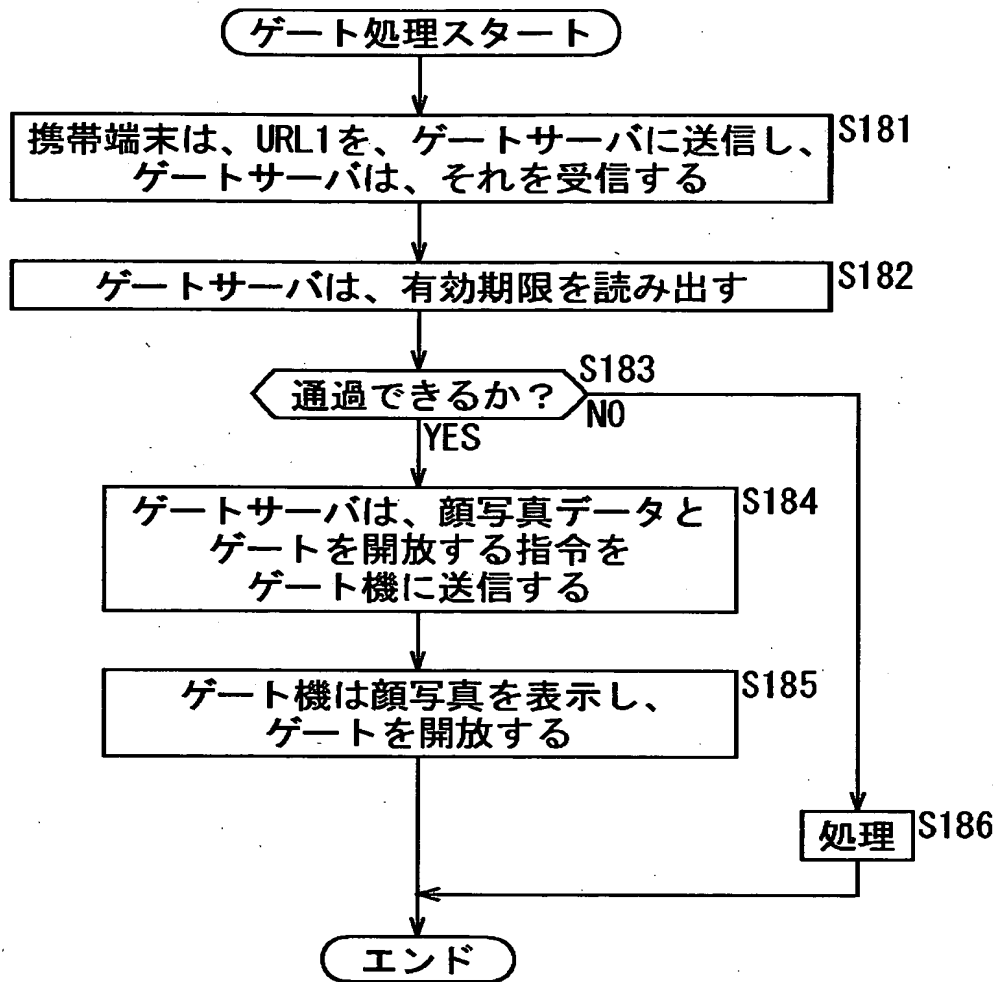 ゲート処理スタート
携帯端末は、URL1を、ゲートサーバに送信し、
ゲートサーバは、それを受信する
S181
ゲートサーバは、有効期限を読み出す
S182
通過できるか?
S183
NO
YES
ゲートサーバは、顔写真データと
ゲートを開放する指令を
ゲート機に送信する
S184
ゲート機は顔写真を表示し、
ゲートを開放する
S185
処理
S186
エンド